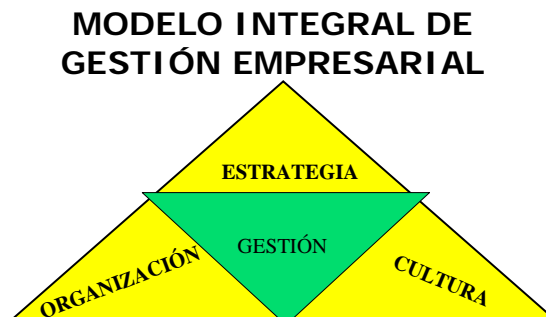 MODELO INTEGRAL DE
GESTIÓN EMPRESARIAL
ESTRATEGIA
GESTIÓN
ORGANIZACIÓN
CULTURA